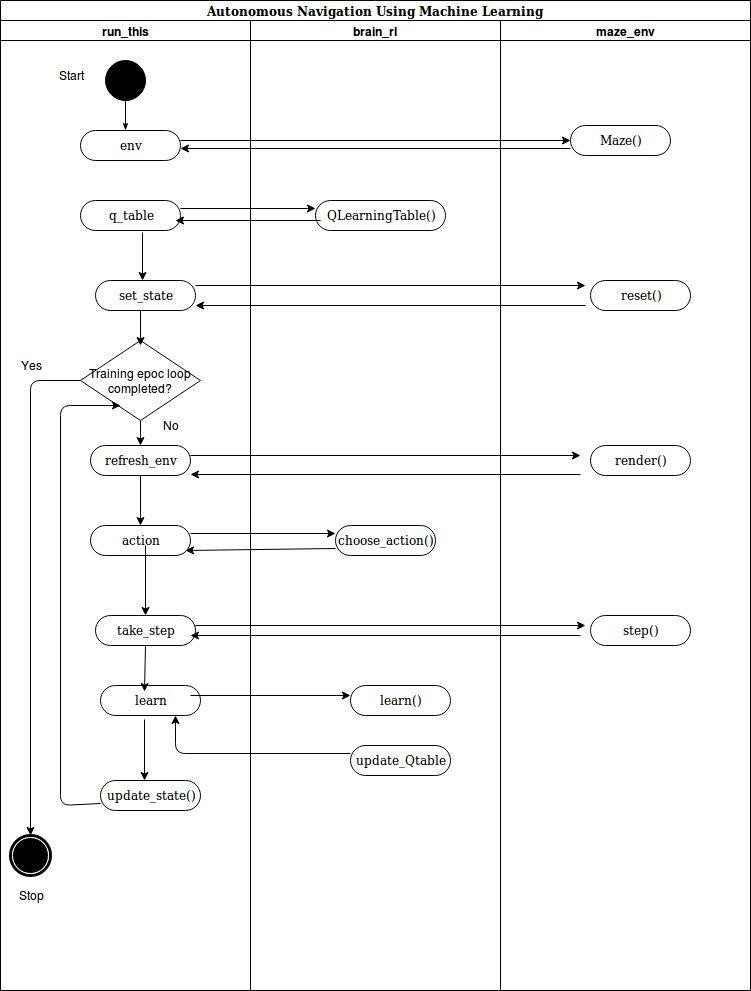 Autonomous Navigation Using Machine Learning
run_this
brain_rl
maze_env
Start
env
Maze()
q_table
QLearningTable()
set_state
reset()
Yes
Training epoc loop
completed?
No
refresh_env
render()
action
choose_action()
take_step
step()
learn
learn()
update_Qtable
update_state()
Stop